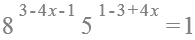 8^{3-4x-1} 5^{1-3+4x} = 1